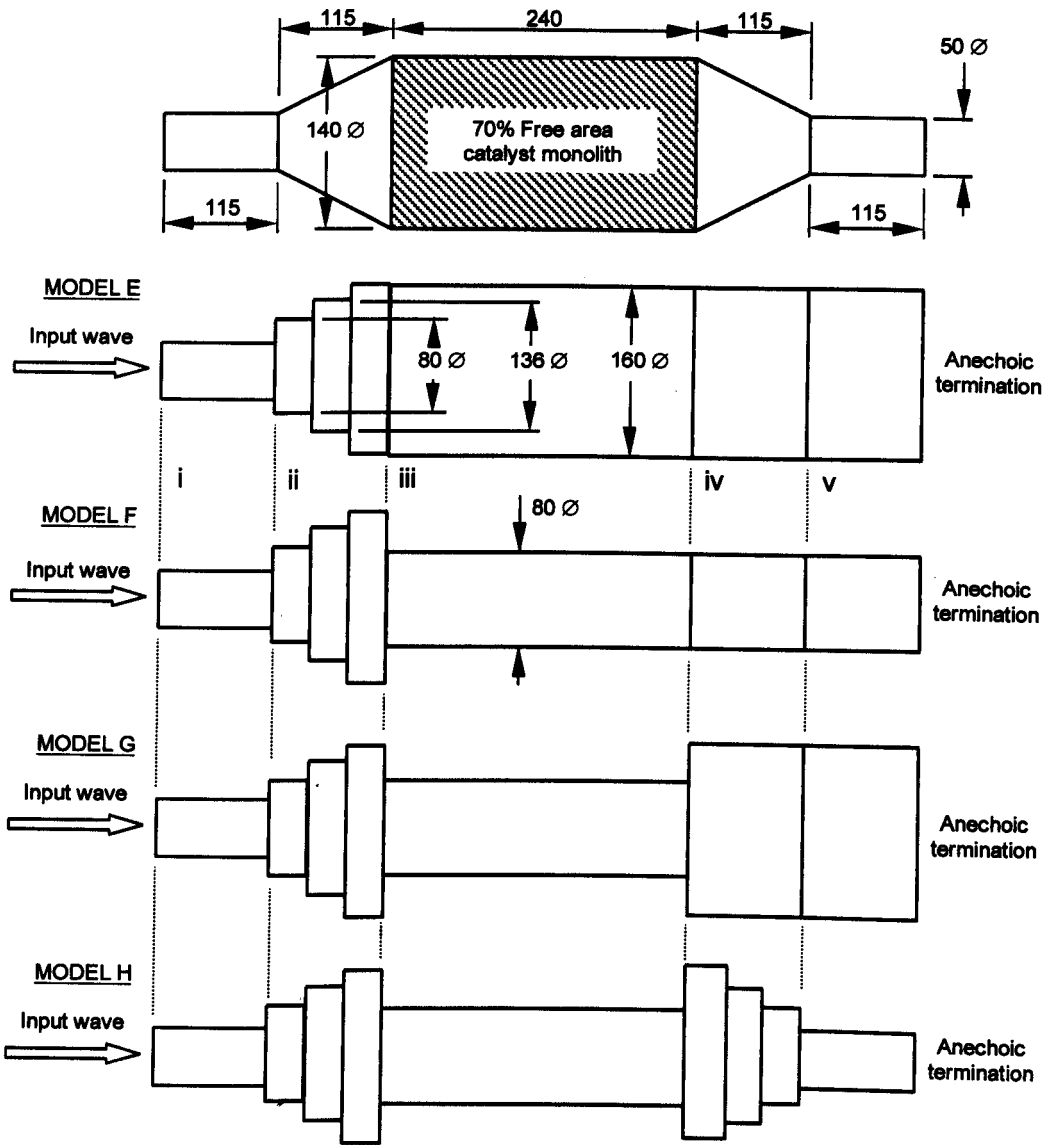 115
240
115
50 Ø
140 Ø
70% Free area
catalyst monolith
115
115
MODEL E
Input wave
80 Ø
136 Ø
160 Ø
Anechoic
termination
i
ii
iii
iv
v
MODEL F
80 Ø
Input wave
Anechoic
termination
MODEL G
Input wave
Anechoic
termination
MODEL H
Input wave
Anechoic
termination